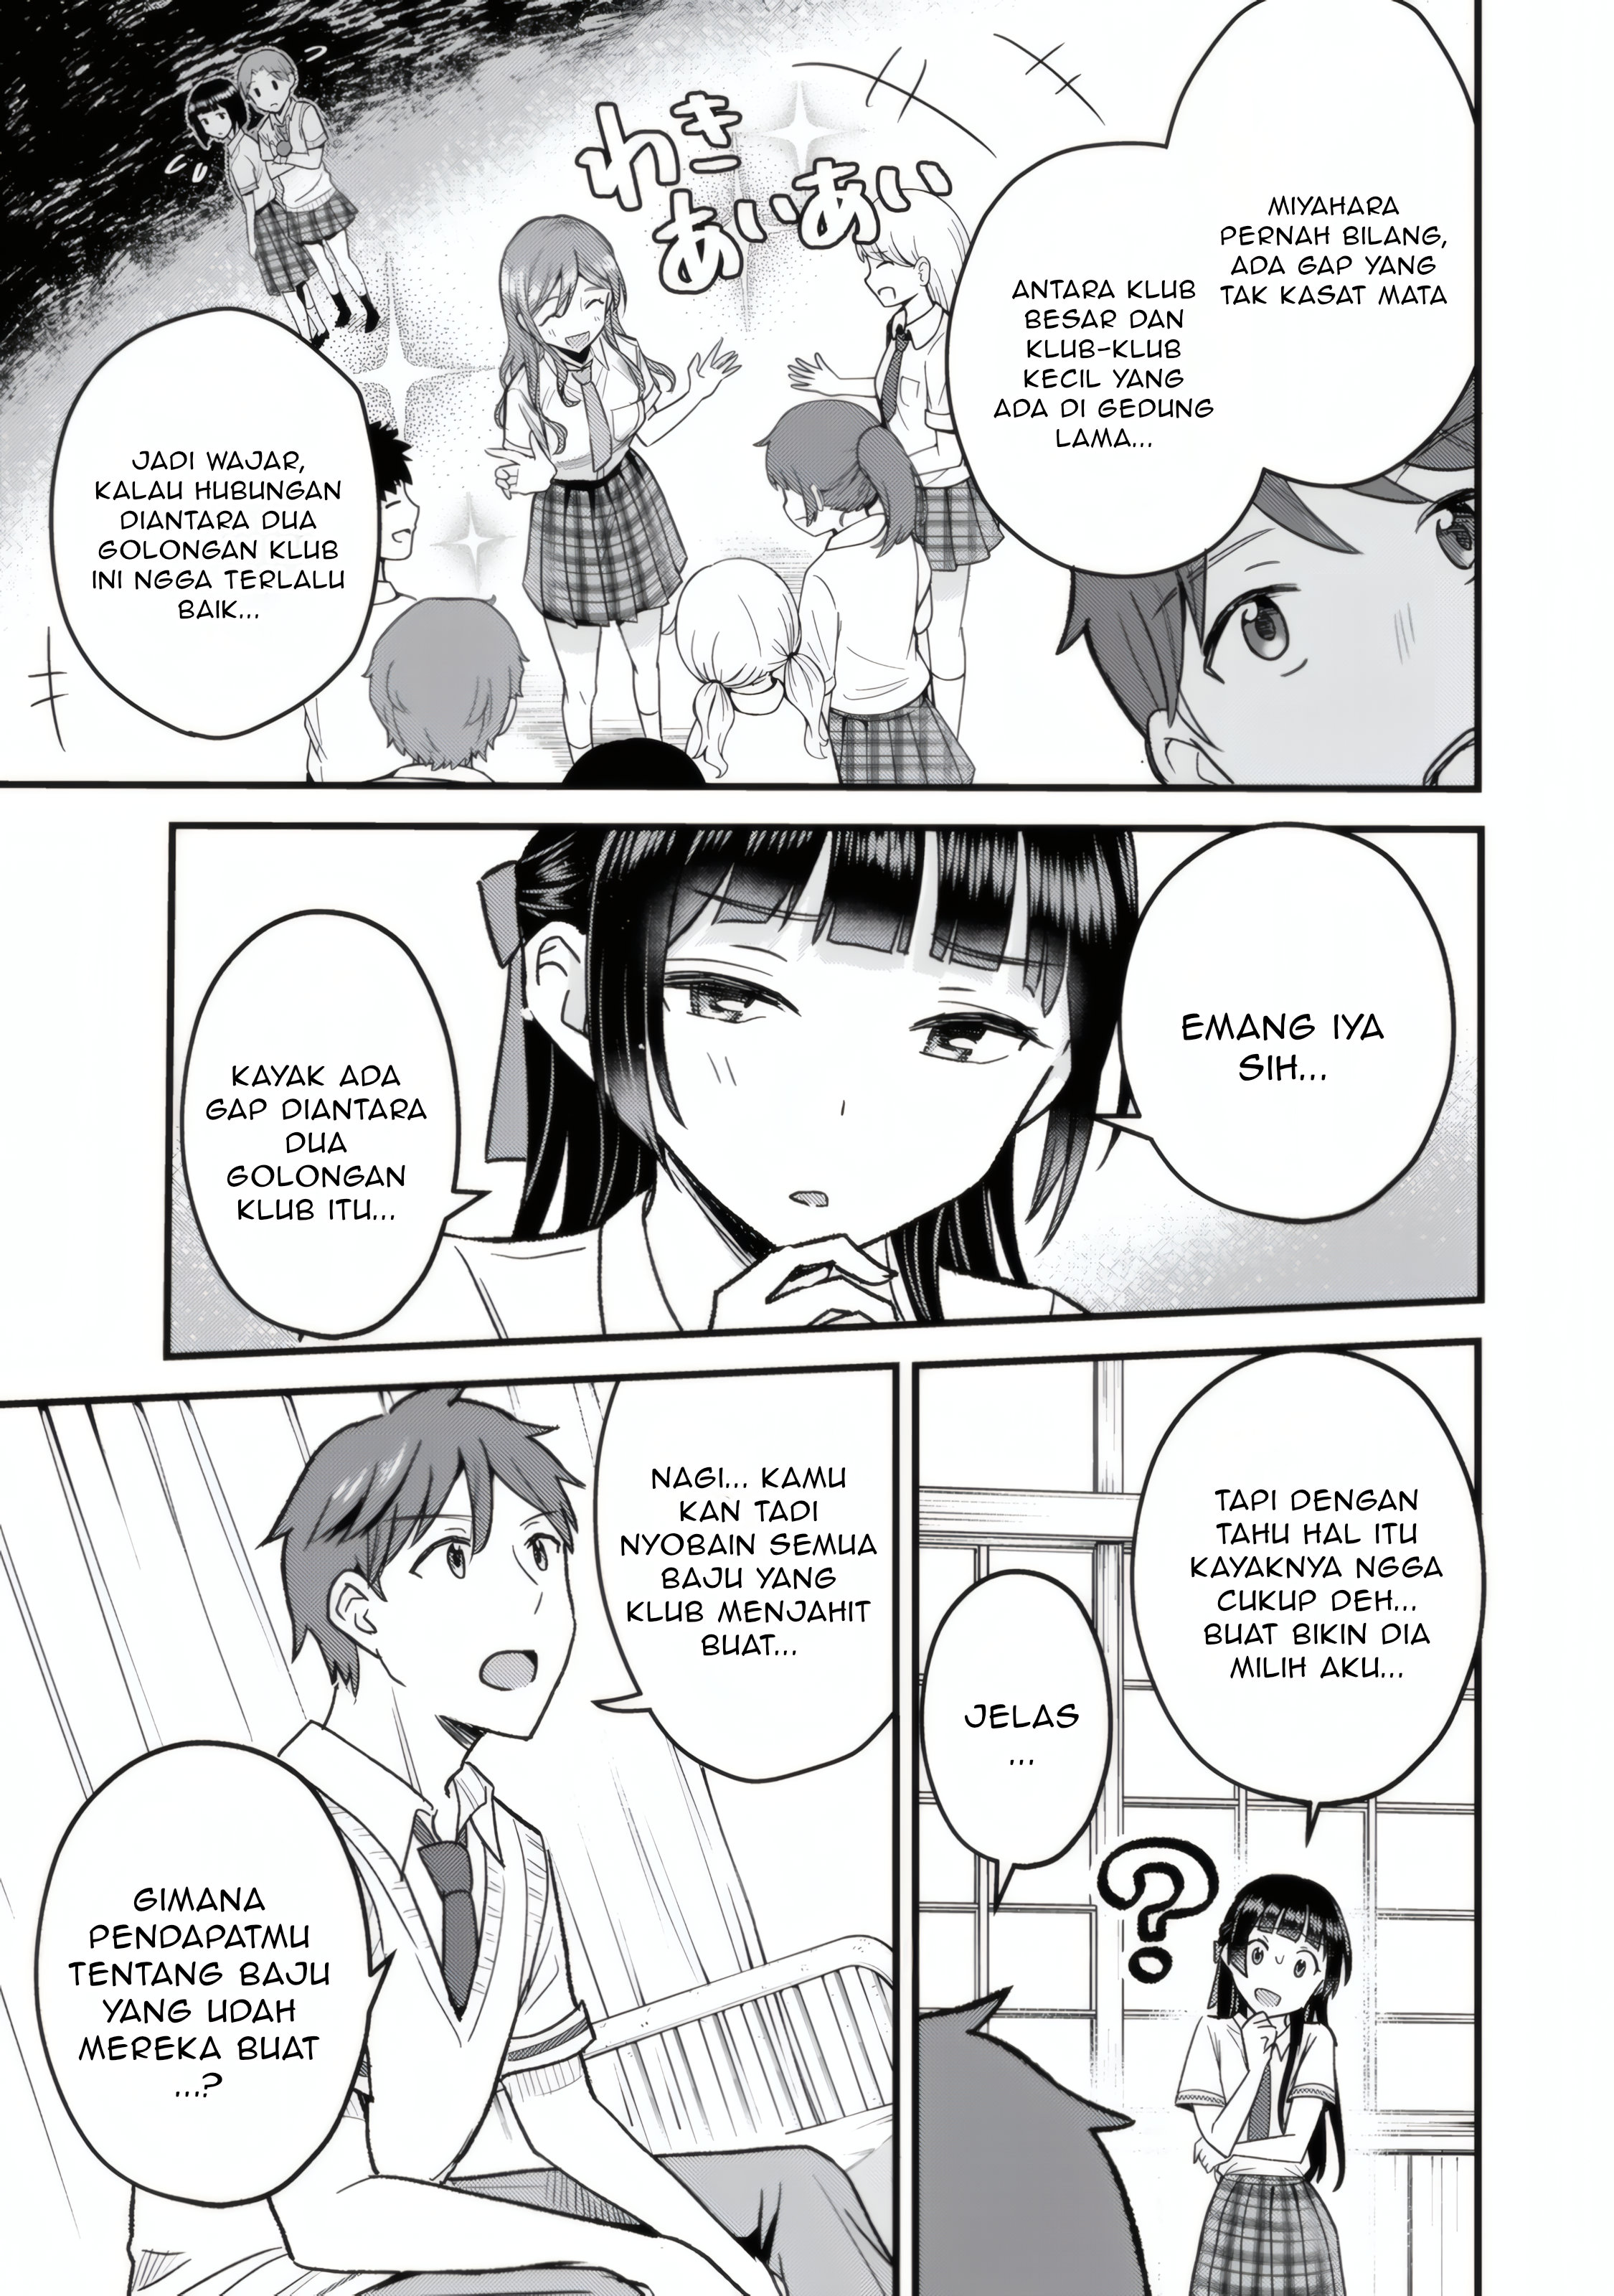 MIYAHARA
PERNAH BILANG,
ADA GAP YANG
TAK KASAT MATA
ANTARA KLUB
BESAR DAN
KLUB-KLUB
KECIL YANG
ADA DI GEDUNG
LAMA...
わき
あいあい
JADI WAJAR,
KALAU HUBUNGAN
DIANTARA DUA
GOLONGAN KLUB
INI NGGA TERLALU
BAIK...
EMANG IYA
SIH...
KAYAK ADA
GAP DIANTARA
DUA
GOLONGAN
KLUB ITU...
TAPI DENGAN
TAHU HAL ITU
KAYAKNYA NGGA
CUKUP DEH...
BUAT BIKIN DIA
MILIH AKU...
?
JELAS
...
NAGI... KAMU
KAN TADI
NYOBAIN SEMUA
BAJU YANG
KLUB MENJAHIT
BUAT...
GIMANA
PENDAPATMU
TENTANG BAJU
YANG UDAH
MEREKA BUAT
...?